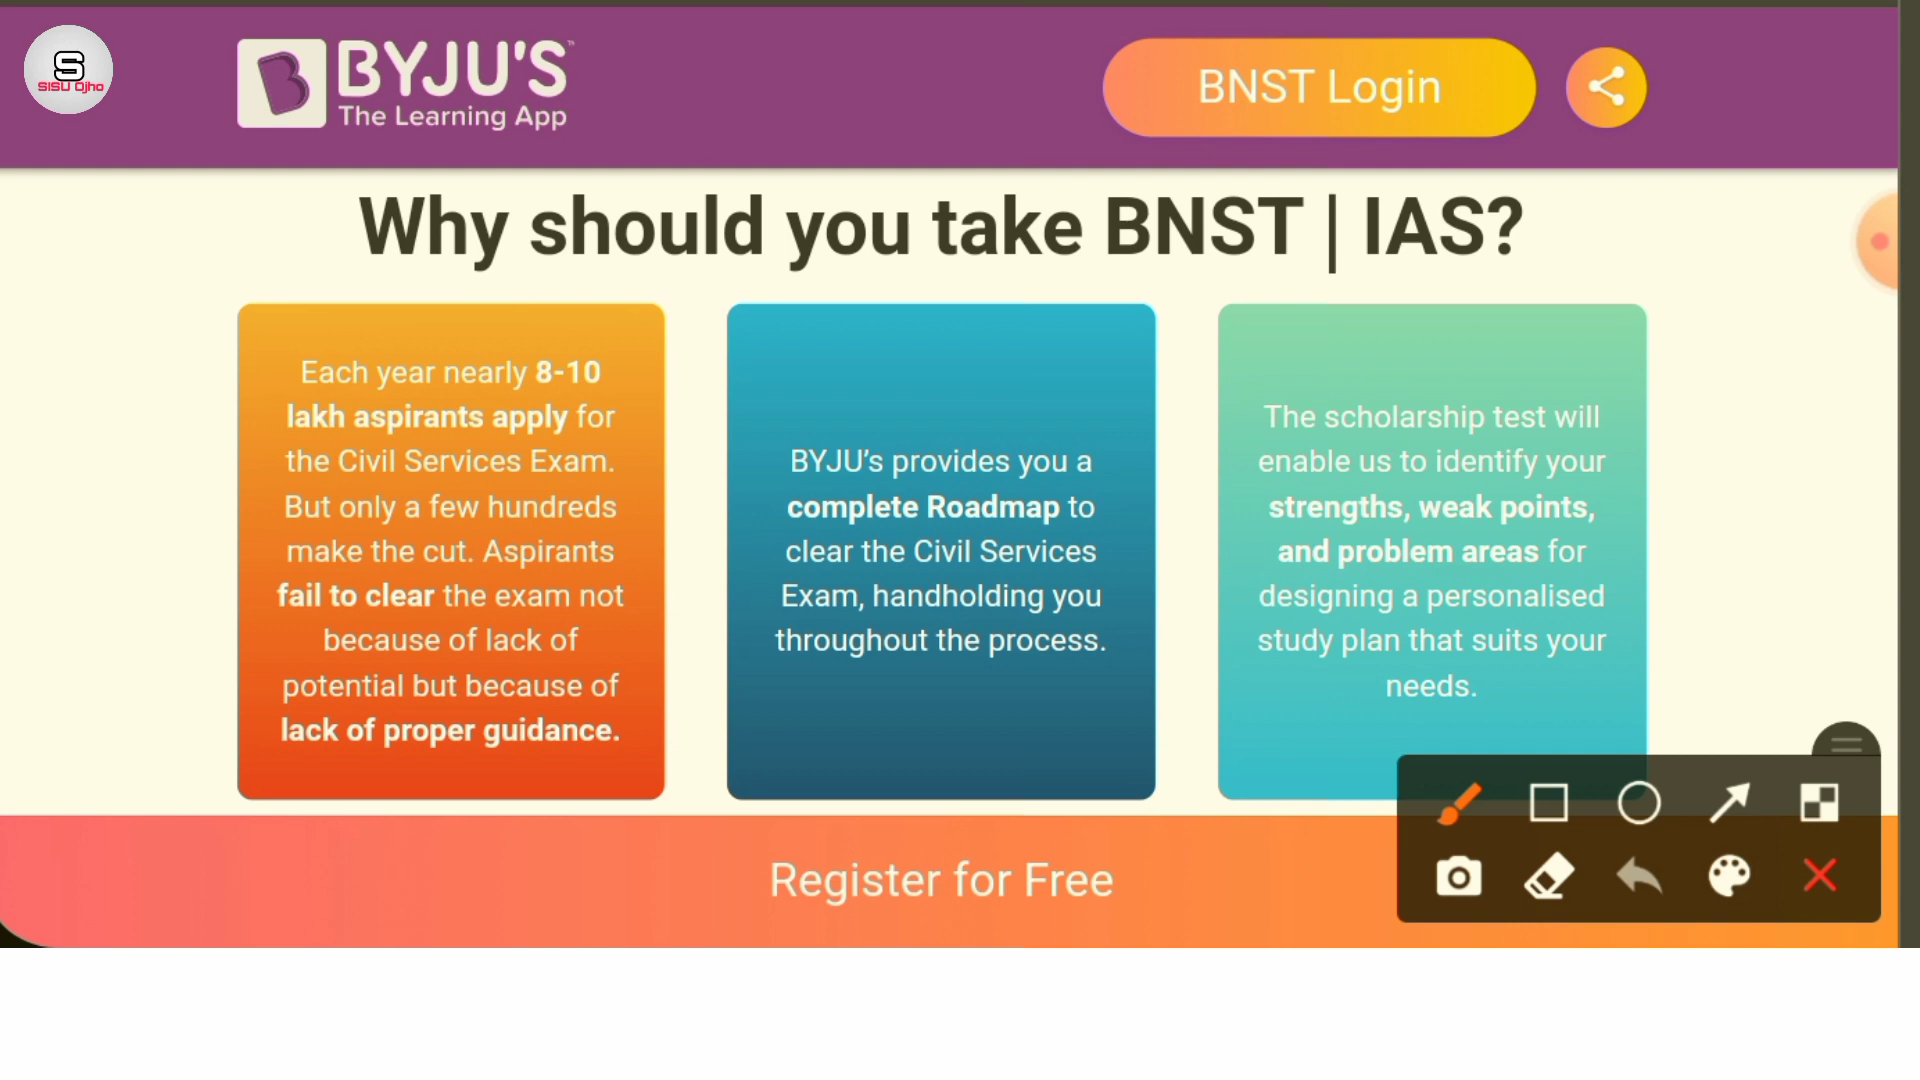 S
SISU Ojho
BYJU'S™
The Learning App
BNST Login
Why should you take BNST | IAS?
Each year nearly 8-10
lakh aspirants apply for
the Civil Services Exam.
But only a few hundreds
make the cut. Aspirants
fail to clear the exam not
because of lack of
potential but because of
lack of proper guidance.
BYJU’s provides you a
complete Roadmap to
clear the Civil Services
Exam, handholding you
throughout the process.
The scholarship test will
enable us to identify your
strengths, weak points,
and problem areas for
designing a personalised
study plan that suits your
needs.
Register for Free